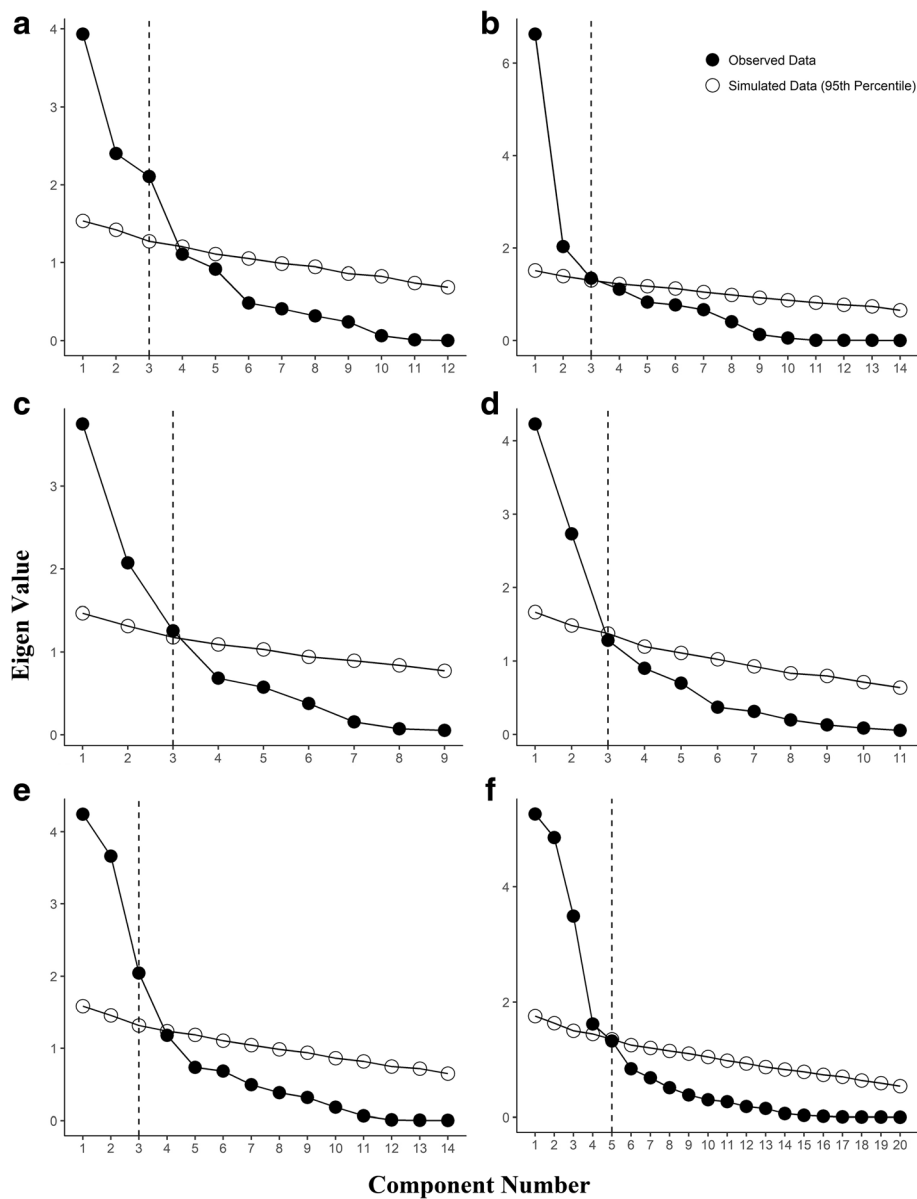 a
4
3
2
1
0
1 2 3 4 5 6 7 8 9 10 11 12
b
Observed Data
Simulated Data (95th Percentile)
6
4
2
0
1 2 3 4 5 6 7 8 9 10 11 12 13 14
c
3
2
1
0
1 2 3 4 5 6 7 8 9
d
4
3
2
1
0
1 2 3 4 5 6 7 8 9 10 11
Eigen Value
e
4
3
2
1
0
1 2 3 4 5 6 7 8 9 10 11 12 13 14
f
4
2
0
1 2 3 4 5 6 7 8 9 10 11 12 13 14 15 16 17 18 19 20
Component Number